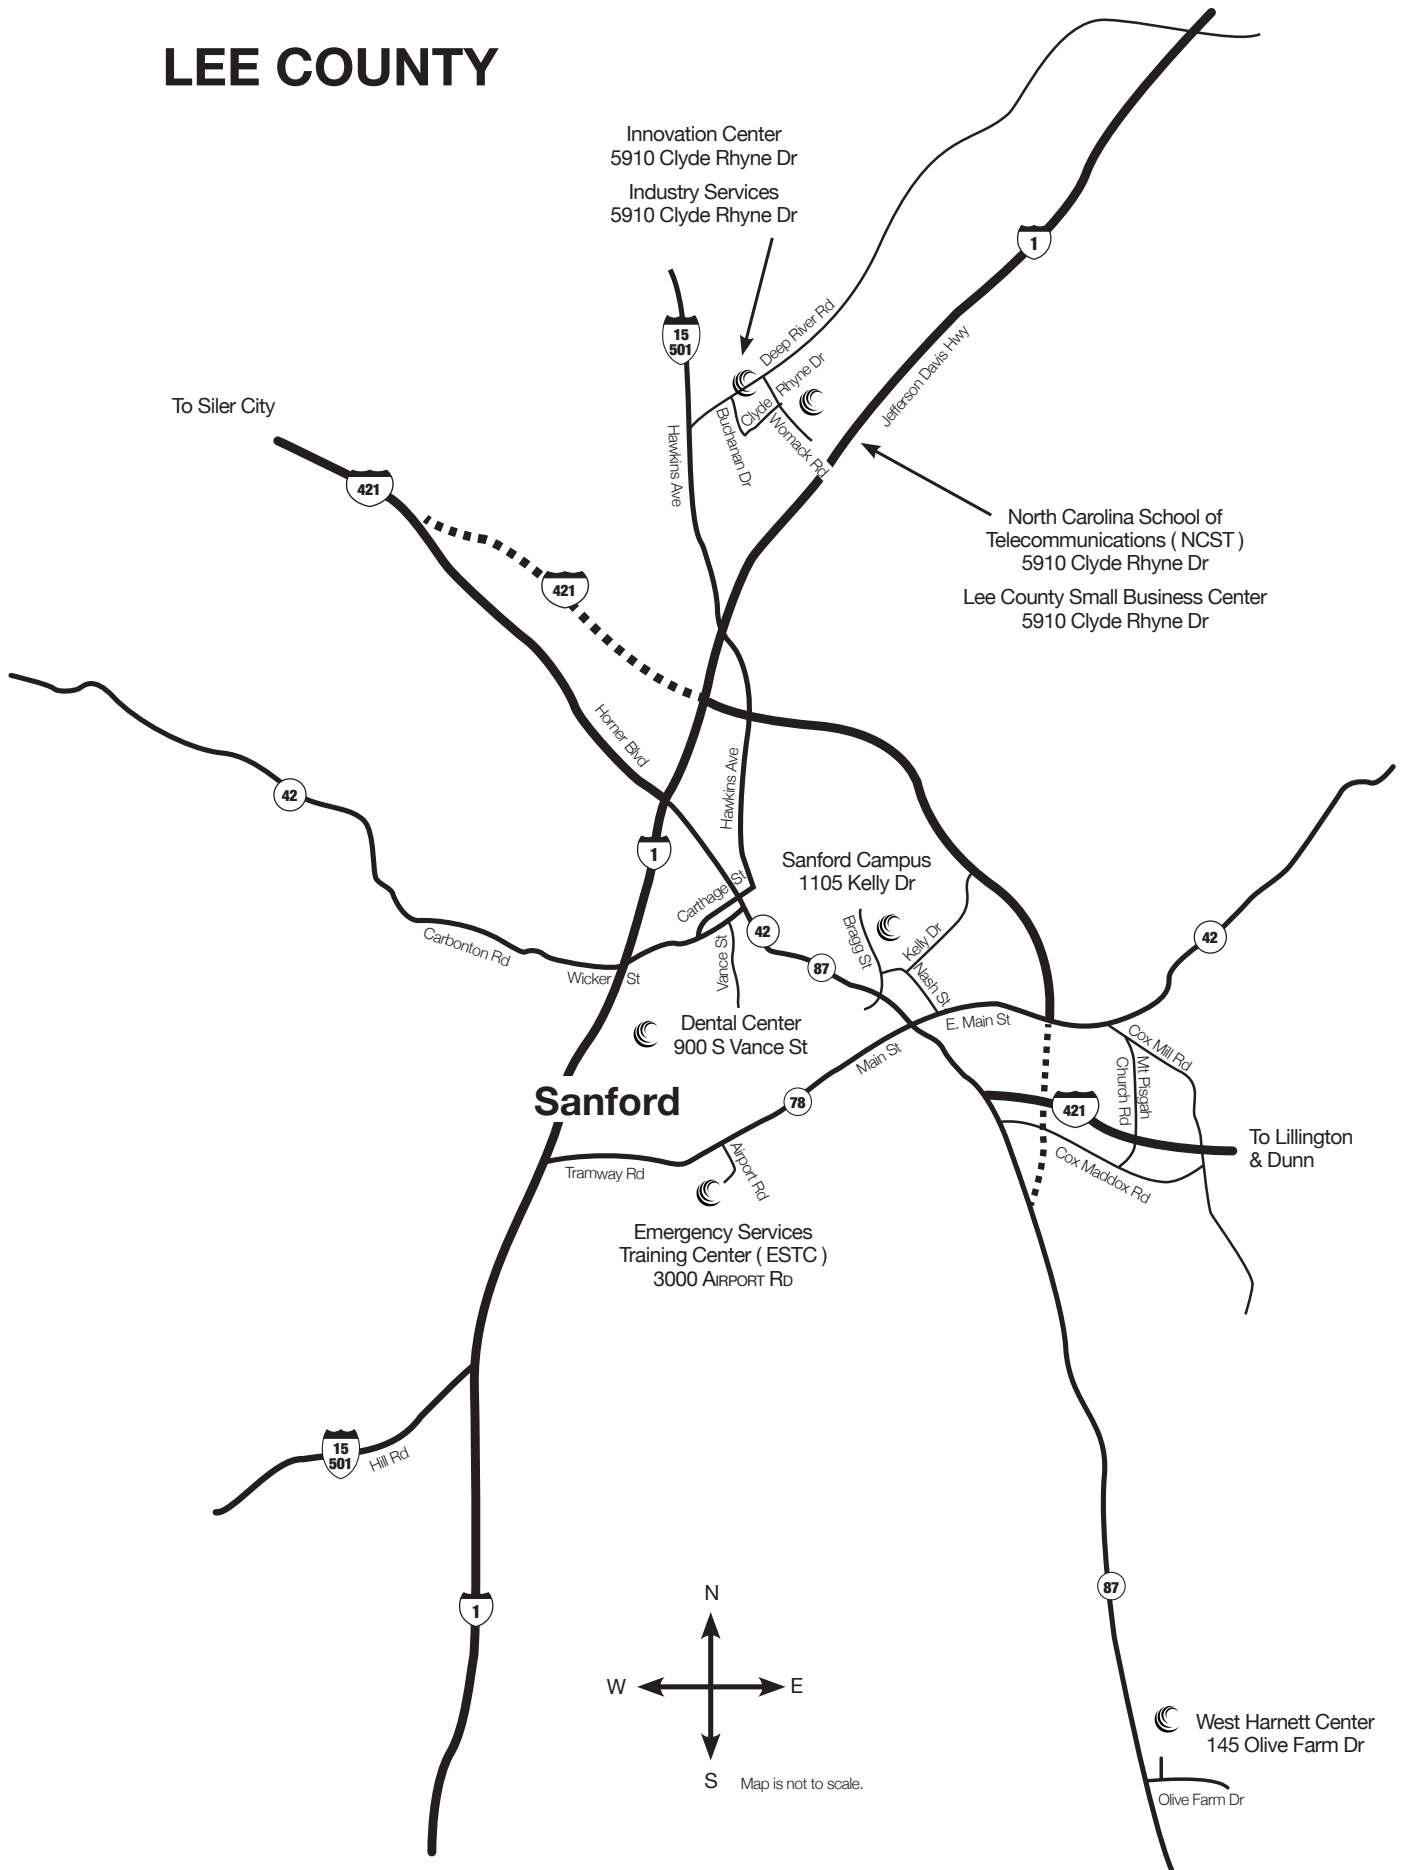 LEE COUNTY
Innovation Center
5910 Clyde Rhyne Dr
Industry Services
5910 Clyde Rhyne Dr
1
15
501
Deep River Rd
Clyde Rhyne Dr
Buchanan Dr
Womack Rd
Jefferson Davis Hwy
Hawkins Ave
To Siler City
421
421
North Carolina School of
Telecommunications ( NCST )
5910 Clyde Rhyne Dr
Lee County Small Business Center
5910 Clyde Rhyne Dr
Horner Blvd
Hawkins Ave
42
1
Sanford Campus
1105 Kelly Dr
Carthage St
42
87
Bragg St
Kelly Dr
Nash St
42
Carbonton Rd
Wicker St
Vance St
Dental Center
900 S Vance St
E. Main St
Main St
Cox Mill Rd
Mt Pisgah
Church Rd
Sanford
78
421
To Lillington
& Dunn
Tramway Rd
Airport Rd
Cox Maddox Rd
Emergency Services
Training Center ( ESTC )
3000 AIRPORT RD
15
501
Hill Rd
1
87
N
W
E
S
Map is not to scale.
West Harnett Center
145 Olive Farm Dr
Olive Farm Dr